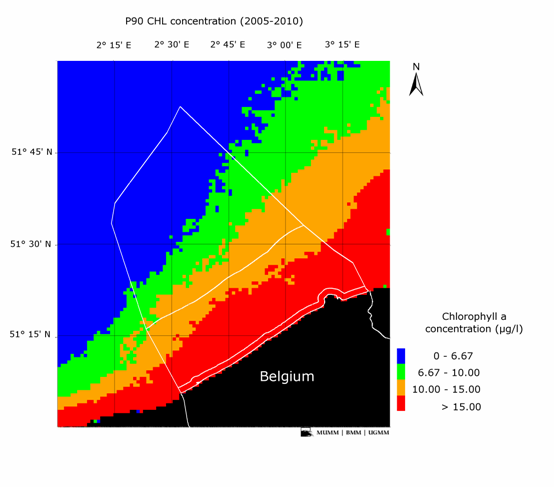 P90 CHL concentration (2005-2010)
2° 15' E 2° 30' E 2° 45' E 3° 00' E 3° 15' E
N
51° 45' N
51° 30' N
51° 15' N
Belgium
Chlorophyll a
concentration (µg/l)
0 - 6.67
6.67 - 10.00
10.00 - 15.00
> 15.00
MUMM | BMM | UGMM